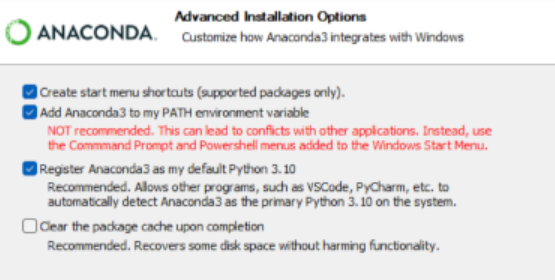 ANACONDA.
Advanced Installation Options
Customize how Anaconda3 integrates with Windows
Create start menu shortcuts (supported packages only).
Add Anaconda3 to my PATH environment variable
NOT recommended. This can lead to conflicts with other applications. Instead, use
the Commmand Prompt and Powershell menus added to the Windows Start Menu.
Register Anaconda3 as my default Python 3.10
Recommended. Allows other programs, such as VSCode, PyCharm, etc. to
automatically detect Anaconda3 as the primary Python 3.10 on the system.
Clear the package cache upon completion
Recommended. Recovers some disk space without harming functionality.